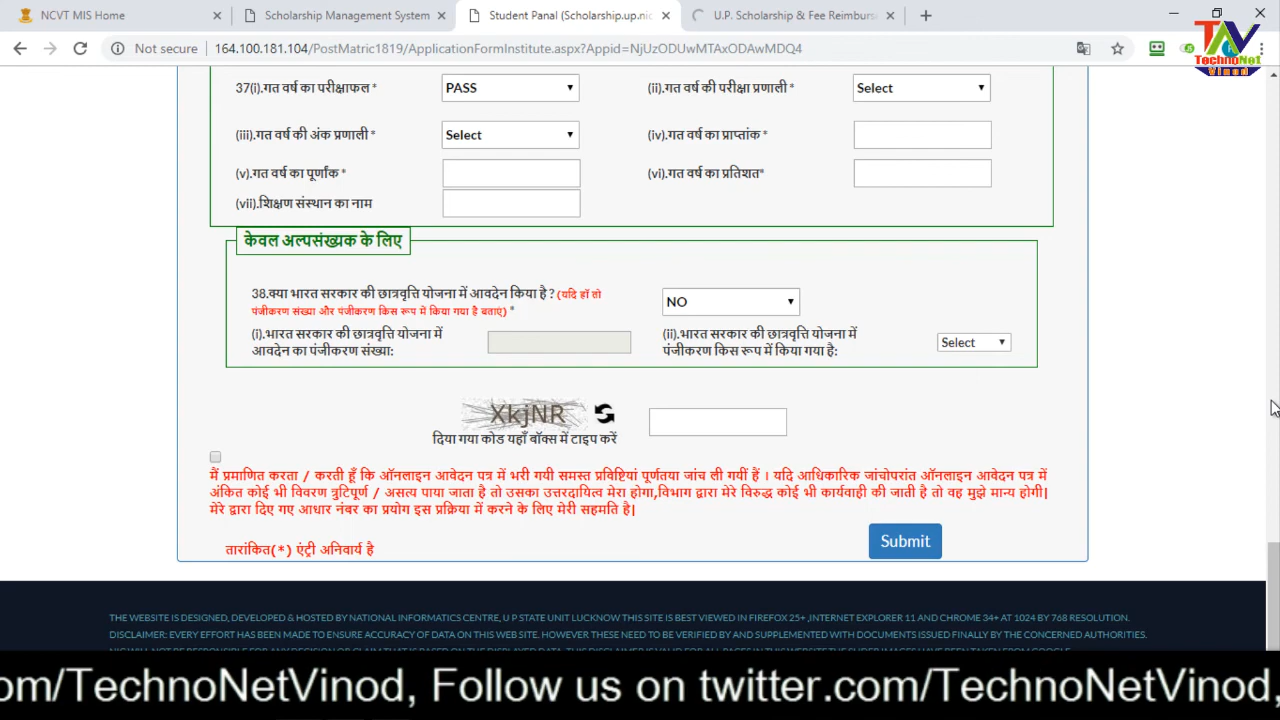 NCVT MIS Home
Scholarship Management System
Student Panal (Scholarship.up.nic
U.P. Scholarship & Fee Reimburs
Not secure | 164.100.181.104/PostMatric1819/ApplicationFormInstitute.aspx?Appid=NjUzODUwMTAxODAwMDQ4
TAV
TechnoNet
Vinod
37(i).गत वर्ष का परीक्षाफल * PASS (ii).गत वर्ष की परीक्षा प्रणाली * Select
(iii).गत वर्ष की अंक प्रणाली * Select (iv).गत वर्ष का प्राप्तांक *
(v).गत वर्ष का पूर्णांक * (vi).गत वर्ष का प्रतिशत*
(vii).शिक्षण संस्थान का नाम
केवल अल्पसंख्यक के लिए
38.क्या भारत सरकार की छात्रवृत्ति योजना में आवदेन किया है ? (यदि हाँ तो
पंजीकरण संख्या और पंजीकरण किस रूप में किया गया है बताएं) * NO
(i).भारत सरकार की छात्रवृत्ति योजना में (ii).भारत सरकार की छात्रवृत्ति योजना में
आवदेन का पंजीकरण संख्या: पंजीकरण किस रूप में किया गया है: Select
XkjNR
दिया गया कोड यहाँ बॉक्स में टाइप करें
मैं प्रमाणित करता / करती हूँ कि ऑनलाइन आवेदन पत्र में भरी गयी समस्त प्रविष्टियां पूर्णतया जांच ली गयीं हैं । यदि आधिकारिक जांचोपरांत ऑनलाइन आवेदन पत्र में
अंकित कोई भी विवरण त्रुटिपूर्ण / असत्य पाया जाता है तो उसका उत्तरदायित्व मेरा होगा,विभाग द्वारा मेरे विरुद्ध कोई भी कार्यवाही की जाती है तो वह मुझे मान्य होगी|
मेरे द्वारा दिए गए आधार नंबर का प्रयोग इस प्रक्रिया में करने के लिए मेरी सहमति है|
तारांकित(*) एंट्री अनिवार्य है Submit
THE WEBSITE IS DESIGNED, DEVELOPED & HOSTED BY NATIONAL INFORMATICS CENTRE, U P STATE UNIT LUCKNOW THIS SITE IS BEST VIEWED IN FIREFOX 25+ ,INTERNET EXPLORER 11 AND CHROME 34+ AT 1024 BY 768 RESOLUTION.
DISCLAIMER: EVERY EFFORT HAS BEEN MADE TO ENSURE ACCURACY OF DATA ON THIS WEB SITE. HOWEVER THESE NEED TO BE VERIFIED BY AND SUPPLEMENTED WITH DOCUMENTS ISSUED FINALLY BY THE CONCERNED AUTHORITIES.
om/TechnoNetVinod, Follow us on twitter.com/TechnoNetVinod,